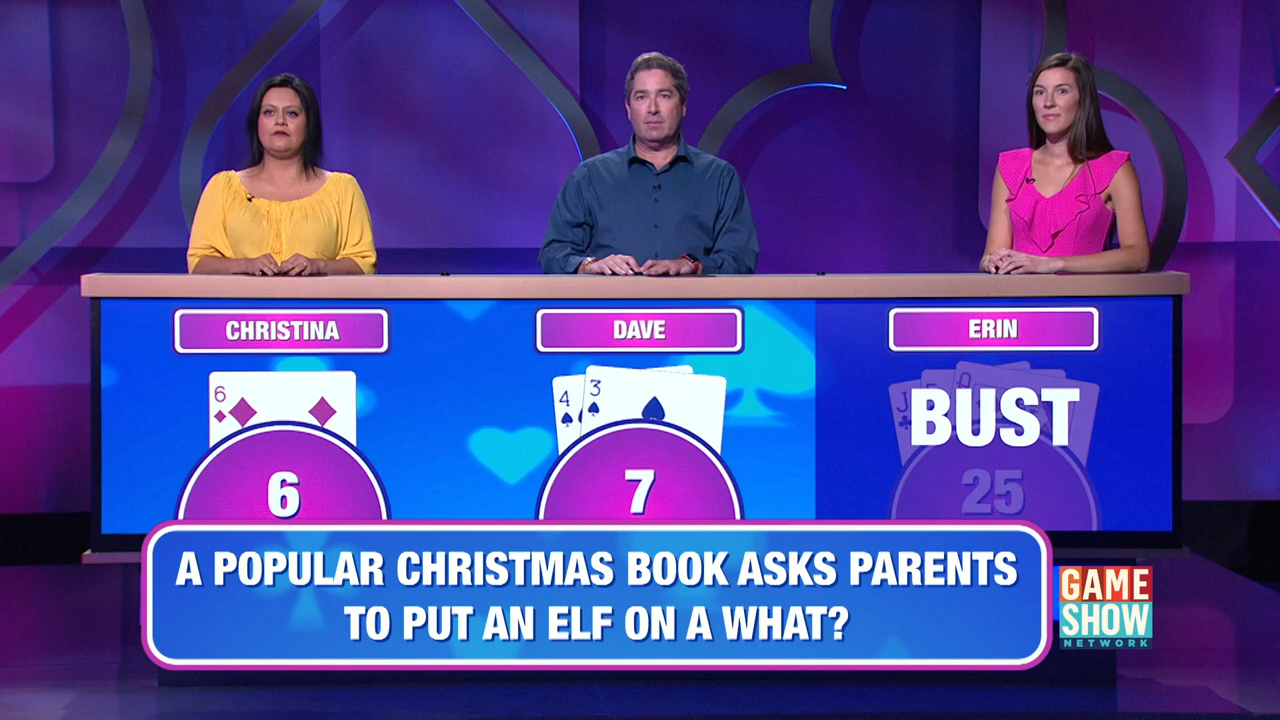 CHRISTINA
DAVE
ERIN
6
4
3
J
BUST
6
7
25
A POPULAR CHRISTMAS BOOK ASKS PARENTS
TO PUT AN ELF ON A WHAT?
GAME
SHOW
NETWORK